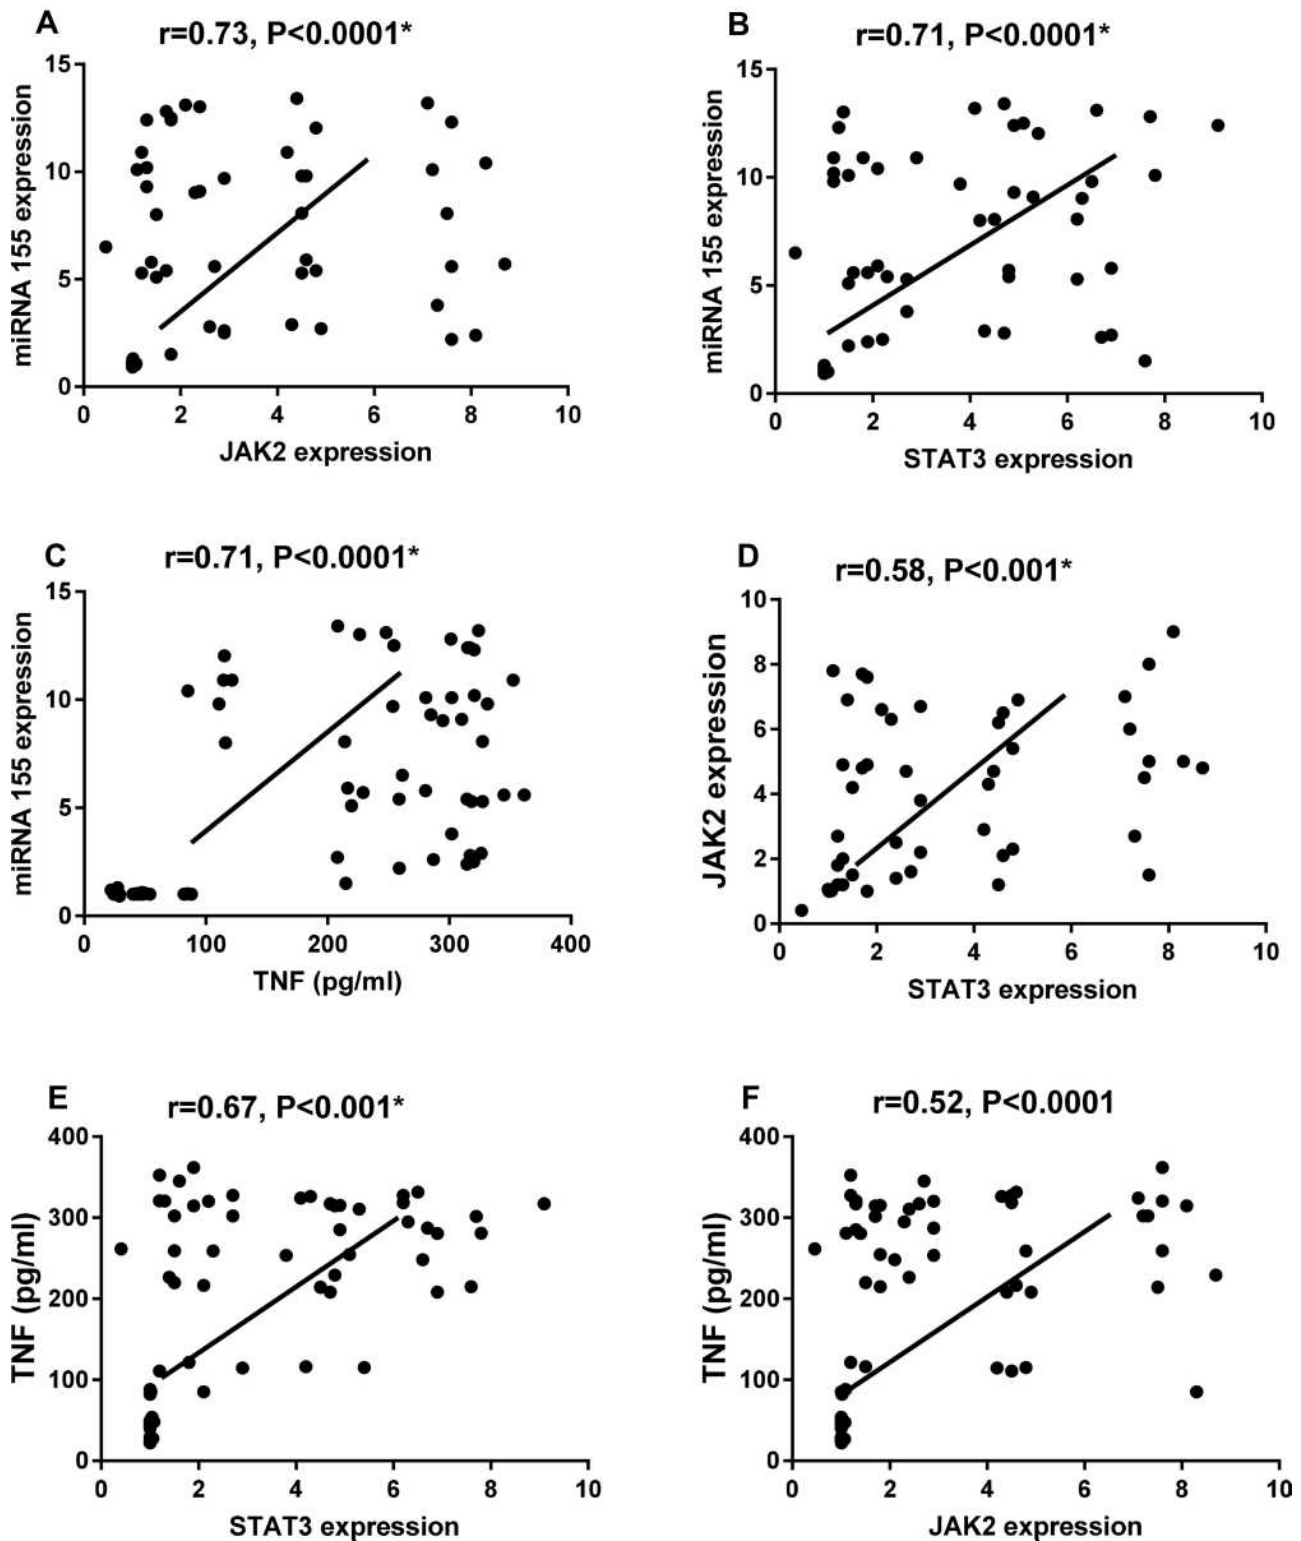 A
r=0.73, P<0.0001*
15
10
5
0
miRNA 155 expression
0 2 4 6 8 10
JAK2 expression
B
r=0.71, P<0.0001*
15
10
5
0
miRNA 155 expression
0 2 4 6 8 10
STAT3 expression
C
r=0.71, P<0.0001*
15
10
5
0
miRNA 155 expression
0 100 200 300 400
TNF (pg/ml)
D
r=0.58, P<0.001*
10
8
6
4
2
0
JAK2 expression
0 2 4 6 8 10
STAT3 expression
E
r=0.67, P<0.001*
400
300
200
100
0
TNF (pg/ml)
0 2 4 6 8 10
STAT3 expression
F
r=0.52, P<0.0001
400
300
200
100
0
TNF (pg/ml)
0 2 4 6 8 10
JAK2 expression